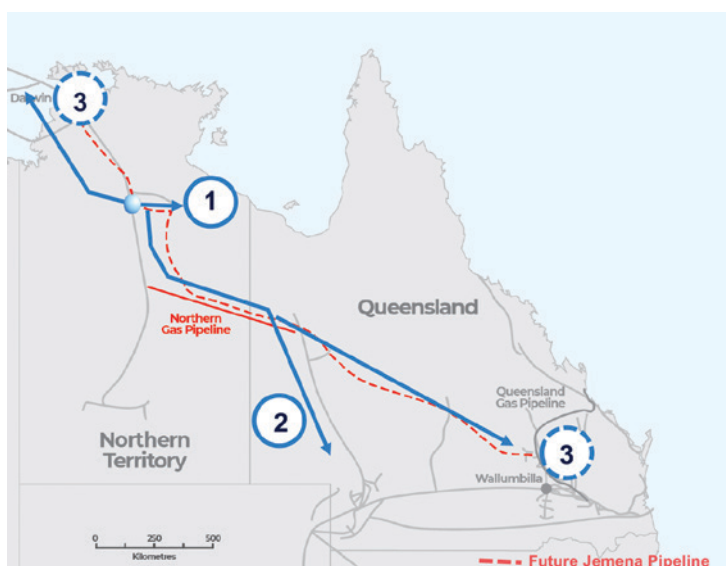 Darwin
3
1
Queensland
Northern
Gas Pipeline
Queensland
Gas Pipeline
2
Northern
Territory
3
Wallumbilla
0 250 500
Kilometres
Future Jemena Pipeline